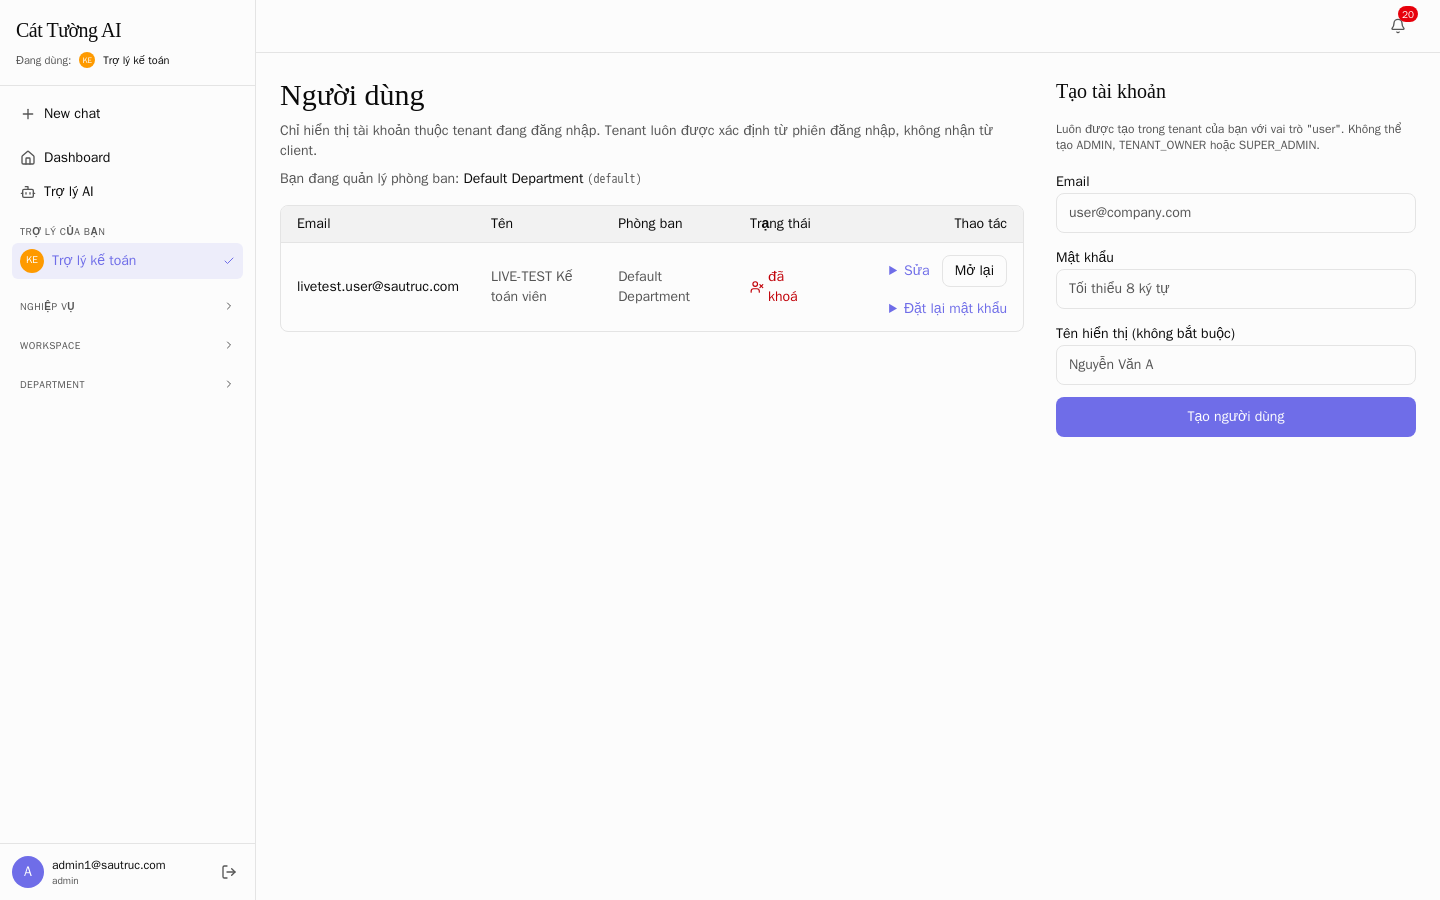 Cát Tường AI
Đang dùng: KE Trợ lý kế toán
New chat
Dashboard
Trợ lý AI
TRỢ LÝ CỦA BẠN
KE Trợ lý kế toán
NGHIỆP VỤ
WORKSPACE
DEPARTMENT
A admin1@sautruc.com
admin
20
Người dùng
Chỉ hiển thị tài khoản thuộc tenant đang đăng nhập. Tenant luôn được xác định từ phiên đăng nhập, không nhận từ
client.
Bạn đang quản lý phòng ban: Default Department (default)
Email Tên Phòng ban Trạng thái Thao tác
livetest.user@sautruc.com
LIVE-TEST Kế
toán viên
Default
Department
đã
khoá
Sửa Mở lại
Đặt lại mật khẩu
Tạo tài khoản
Luôn được tạo trong tenant của bạn với vai trò "user". Không thể
tạo ADMIN, TENANT_OWNER hoặc SUPER_ADMIN.
Email
user@company.com
Mật khẩu
Tối thiểu 8 ký tự
Tên hiển thị (không bắt buộc)
Nguyễn Văn A
Tạo người dùng